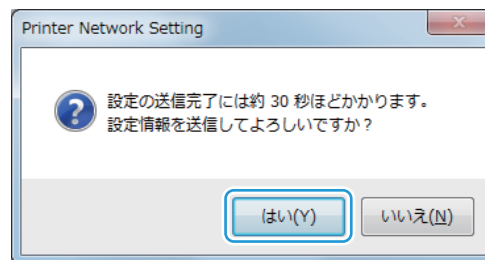 Printer Network Setting
設定の送信完了には約 30 秒ほどかかります。
設定情報を送信してよろしいですか？
はい(Y) いいえ(N)